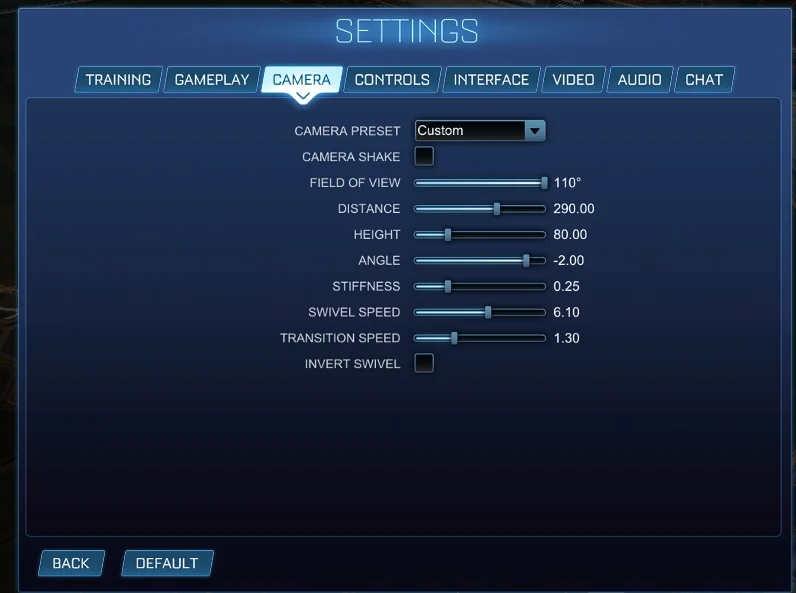 SETTINGS
TRAINING GAMEPLAY CAMERA CONTROLS INTERFACE VIDEO AUDIO CHAT
CAMERA PRESET Custom
CAMERA SHAKE
FIELD OF VIEW 110°
DISTANCE 290.00
HEIGHT 80.00
ANGLE -2.00
STIFFNESS 0.25
SWIVEL SPEED 6.10
TRANSITION SPEED 1.30
INVERT SWIVEL
BACK DEFAULT